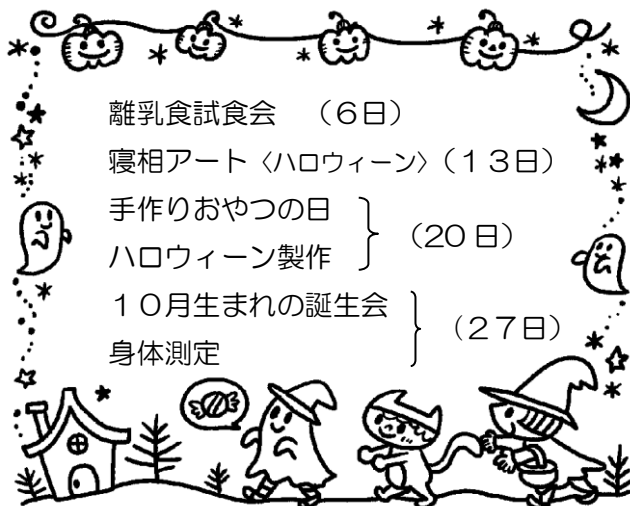 離乳食試食会 （６日）
寝相アート〈ハロウィーン〉（１３日）
手作りおやつの日
ハロウィーン製作
（20日）
１０月生まれの誕生会
身体測定
（２７日）